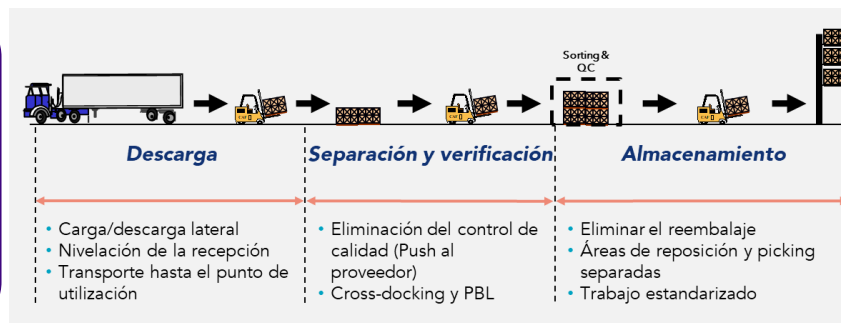 Sorting &
QC
Descarga
Separación y verificación
Almacenamiento
• Carga/descarga lateral
• Nivelación de la recepción
• Transporte hasta el punto de
utilización
• Eliminación del control de
calidad (Push al
proveedor)
• Cross-docking y PBL
• Eliminar el reembalaje
• Áreas de reposición y picking
separadas
• Trabajo estandarizado